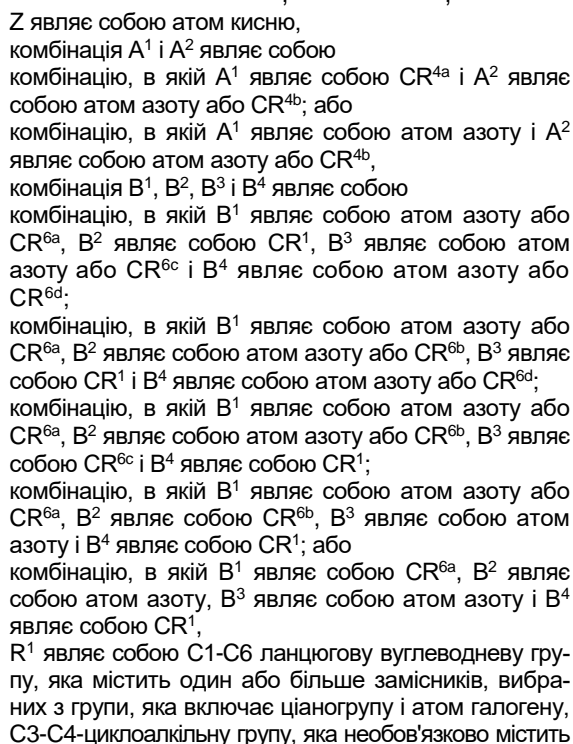 Z являє собою атом кисню,
комбінація A¹ і A² являє собою
комбінацію, в якій A¹ являє собою CR⁴ᵃ і A² являє
собою атом азоту або CR⁴ᵇ; або
комбінацію, в якій A¹ являє собою атом азоту і A²
являє собою атом азоту або CR⁴ᵇ,
комбінація B¹, B², B³ і B⁴ являє собою
комбінацію, в якій B¹ являє собою атом азоту або
CR⁶ᵃ, B² являє собою CR¹, B³ являє собою атом
азоту або CR⁶ᶜ і B⁴ являє собою атом азоту або
CR⁶ᵈ;
комбінацію, в якій B¹ являє собою атом азоту або
CR⁶ᵃ, B² являє собою атом азоту або CR⁶ᵇ, B³ являє
собою CR¹ і B⁴ являє собою атом азоту або CR⁶ᵈ;
комбінацію, в якій B¹ являє собою атом азоту або
CR⁶ᵃ, B² являє собою атом азоту або CR⁶ᵇ, B³ являє
собою CR⁶ᶜ і B⁴ являє собою CR¹;
комбінацію, в якій B¹ являє собою атом азоту або
CR⁶ᵃ, B² являє собою CR⁶ᵇ, B³ являє собою атом
азоту і B⁴ являє собою CR¹; або
комбінацію, в якій B¹ являє собою CR⁶ᵃ, B² являє
собою атом азоту, B³ являє собою атом азоту і B⁴
являє собою CR¹,
R¹ являє собою C1-C6 ланцюгову вуглеводневу гру-
пу, яка містить один або більше замісників, вибра-
них з групи, яка включає ціаногрупу і атом галогену,
C3-C4-циклоалкільну групу, яка необов'язково містить